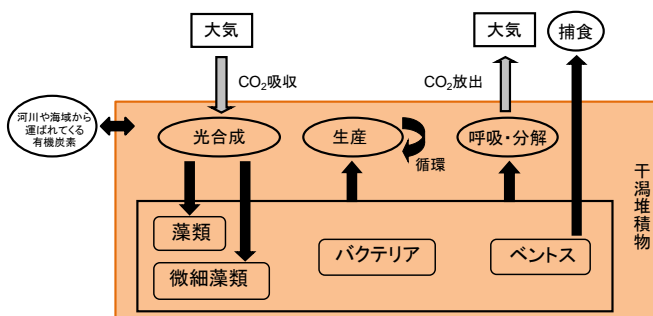 大気
大気
捕食
CO₂吸収
CO₂放出
河川や海域から
運ばれてくる
有機炭素
光合成
生産
循環
呼吸・分解
干潟堆積物
藻類
微細藻類
バクテリア
ベントス